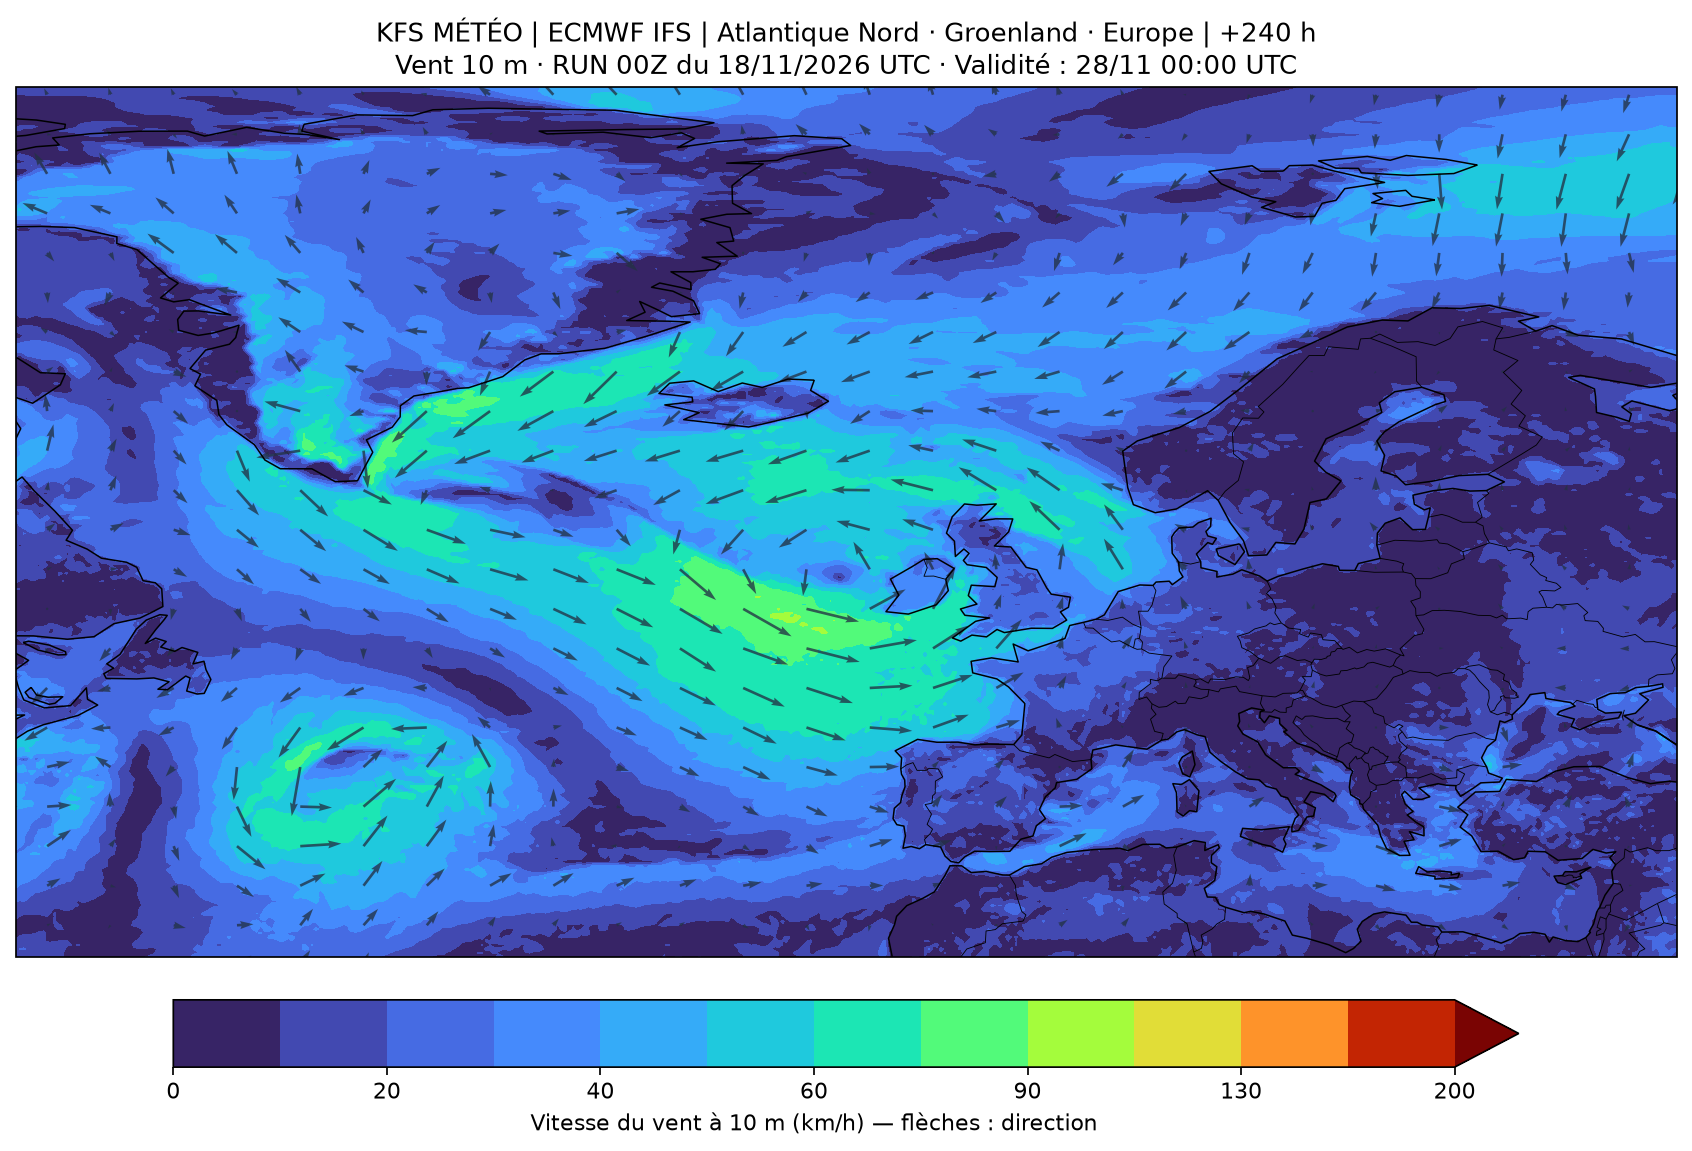 KFS MÉTÉO | ECMWF IFS | Atlantique Nord · Groenland · Europe | +240 h
Vent 10 m · RUN 00Z du 18/11/2026 UTC · Validité : 28/11 00:00 UTC
0 20 40 60 90 130 200
Vitesse du vent à 10 m (km/h) — flèches : direction